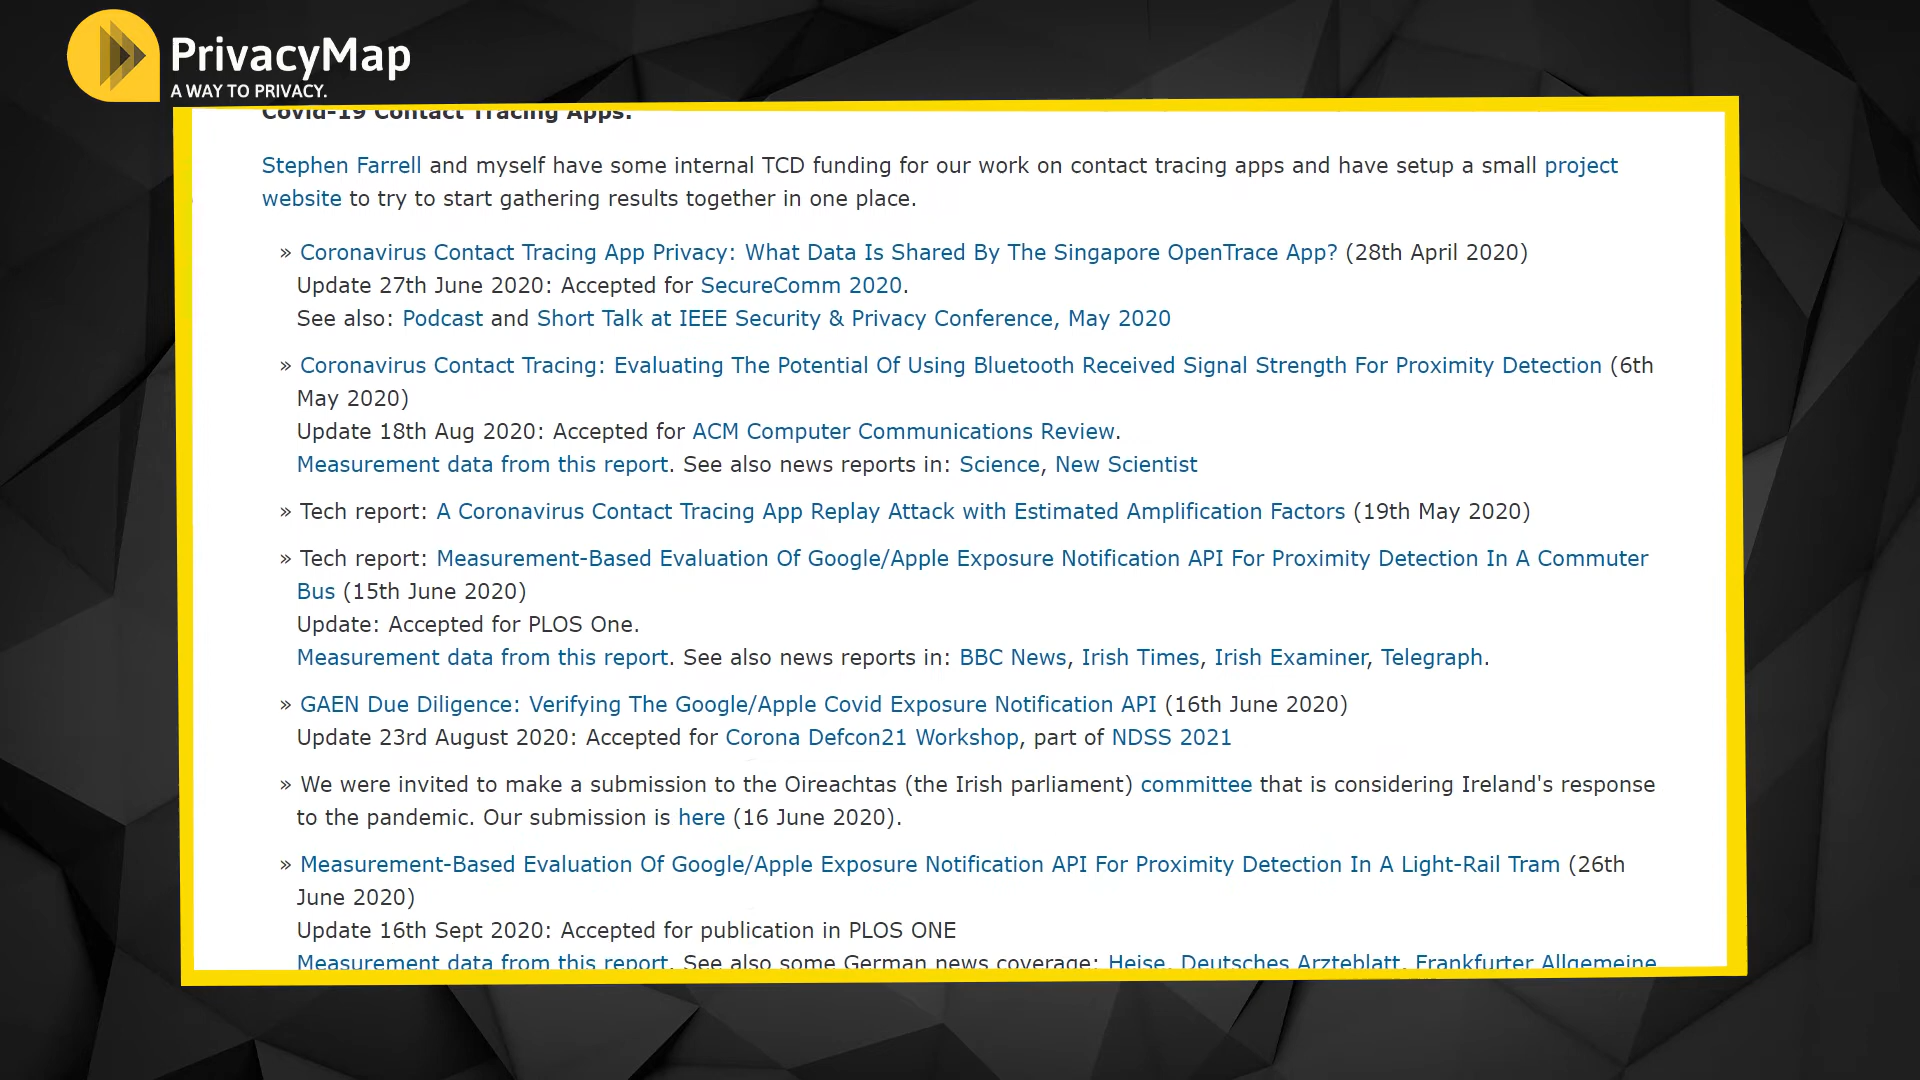 PrivacyMap
A WAY TO PRIVACY.
Covid-19 Contact Tracing Apps.
Stephen Farrell and myself have some internal TCD funding for our work on contact tracing apps and have setup a small project
website to try to start gathering results together in one place.
» Coronavirus Contact Tracing App Privacy: What Data Is Shared By The Singapore OpenTrace App? (28th April 2020)
Update 27th June 2020: Accepted for SecureComm 2020.
See also: Podcast and Short Talk at IEEE Security & Privacy Conference, May 2020
» Coronavirus Contact Tracing: Evaluating The Potential Of Using Bluetooth Received Signal Strength For Proximity Detection (6th
May 2020)
Update 18th Aug 2020: Accepted for ACM Computer Communications Review.
Measurement data from this report. See also news reports in: Science, New Scientist
» Tech report: A Coronavirus Contact Tracing App Replay Attack with Estimated Amplification Factors (19th May 2020)
» Tech report: Measurement-Based Evaluation Of Google/Apple Exposure Notification API For Proximity Detection In A Commuter
Bus (15th June 2020)
Update: Accepted for PLOS One.
Measurement data from this report. See also news reports in: BBC News, Irish Times, Irish Examiner, Telegraph.
» GAEN Due Diligence: Verifying The Google/Apple Covid Exposure Notification API (16th June 2020)
Update 23rd August 2020: Accepted for Corona Defcon21 Workshop, part of NDSS 2021
» We were invited to make a submission to the Oireachtas (the Irish parliament) committee that is considering Ireland's response
to the pandemic. Our submission is here (16 June 2020).
» Measurement-Based Evaluation Of Google/Apple Exposure Notification API For Proximity Detection In A Light-Rail Tram (26th
June 2020)
Update 16th Sept 2020: Accepted for publication in PLOS ONE
Measurement data from this report. See also some German news coverage: Heise, Deutsches Arzteblatt, Frankfurter Allgemeine